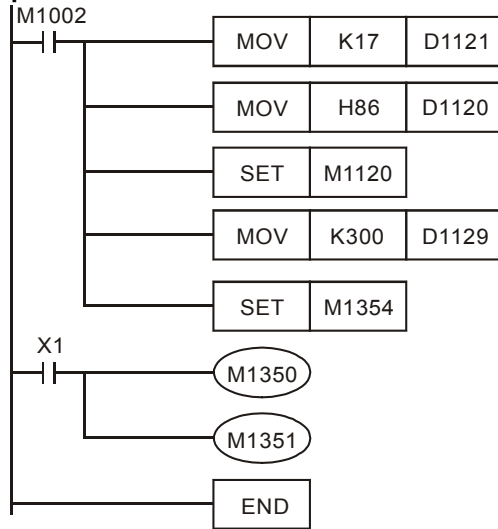 M1002
MOV K17 D1121
MOV H86 D1120
SET M1120
MOV K300 D1129
SET M1354
X1
M1350
M1351
END